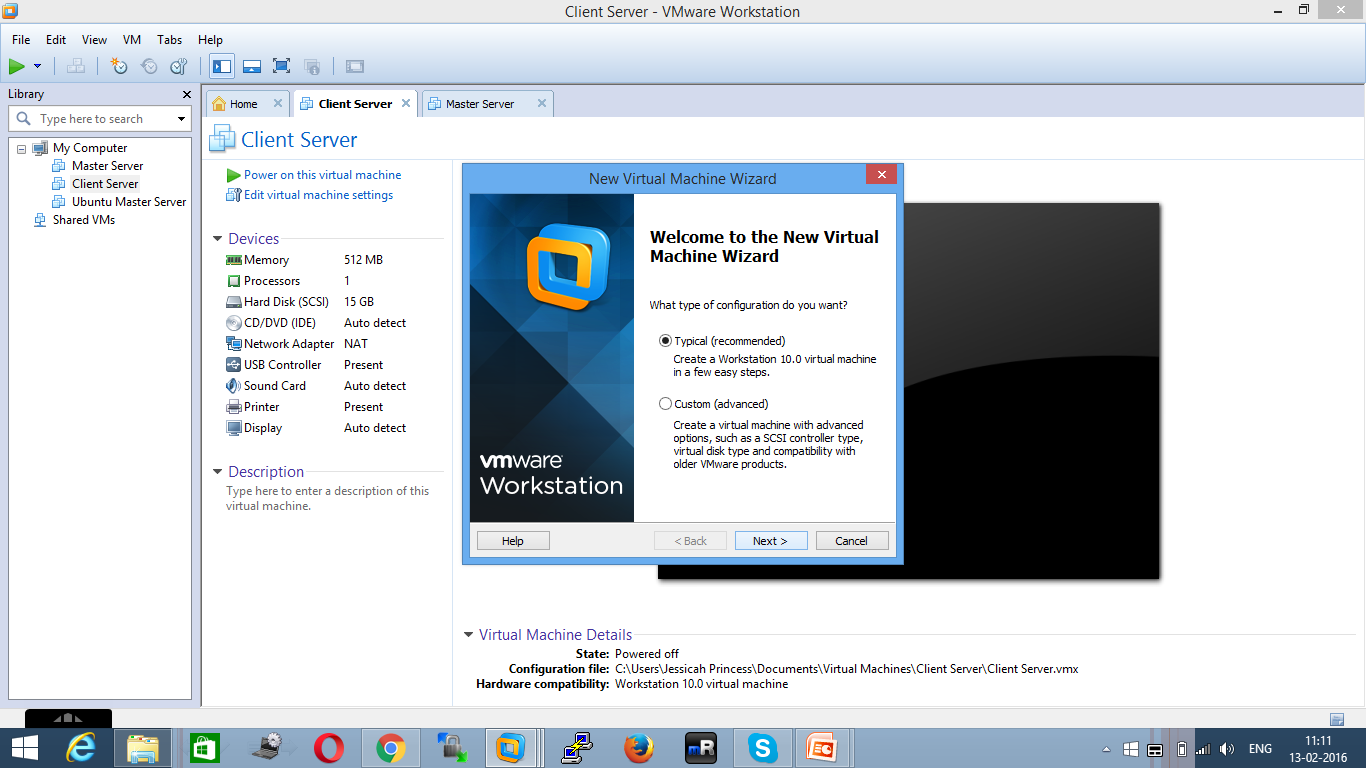 Client Server - VMware Workstation
File Edit View VM Tabs Help
Library
Type here to search
My Computer
Master Server
Client Server
Ubuntu Master Server
Shared VMs
Home Client Server Master Server
Client Server
Power on this virtual machine
Edit virtual machine settings
Devices
Memory 512 MB
Processors 1
Hard Disk (SCSI) 15 GB
CD/DVD (IDE) Auto detect
Network Adapter NAT
USB Controller Present
Sound Card Auto detect
Printer Present
Display Auto detect
Description
Type here to enter a description of this
virtual machine.
New Virtual Machine Wizard
vmware
Workstation
Welcome to the New Virtual
Machine Wizard
What type of configuration do you want?
Typical (recommended)
Create a Workstation 10.0 virtual machine
in a few easy steps.
Custom (advanced)
Create a virtual machine with advanced
options, such as a SCSI controller type,
virtual disk type and compatibility with
older VMware products.
Help < Back Next > Cancel
Virtual Machine Details
State: Powered off
Configuration file: C:\Users\Jessicah Princess\Documents\Virtual Machines\Client Server\Client Server.vmx
Hardware compatibility: Workstation 10.0 virtual machine
mR
ENG
11:11
13-02-2016